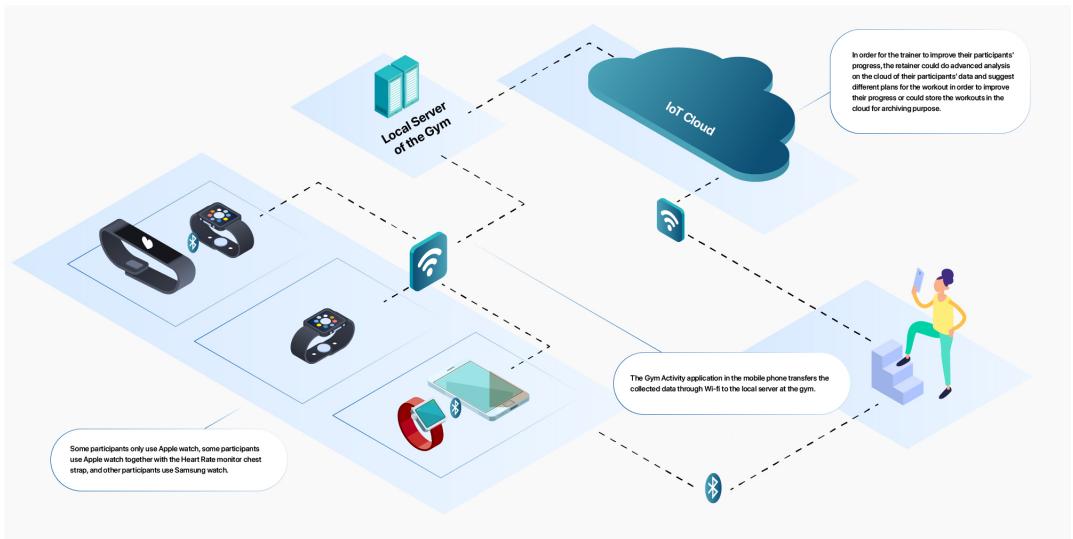 In order for the trainer to improve their participants'
progress, the retainer could do advanced analysis
on the cloud of their participants' data and suggest
different plans for the workout in order to improve
their progress or could store the workouts in the
cloud for archiving purpose.
Local Server
of the Gym
IoT Cloud
The Gym Activity application in the mobile phone transfers the
collected data through Wi-fi to the local server at the gym.
Some participants only use Apple watch, some participants
use Apple watch together with the Heart Rate monitor chest
strap, and other participants use Samsung watch.